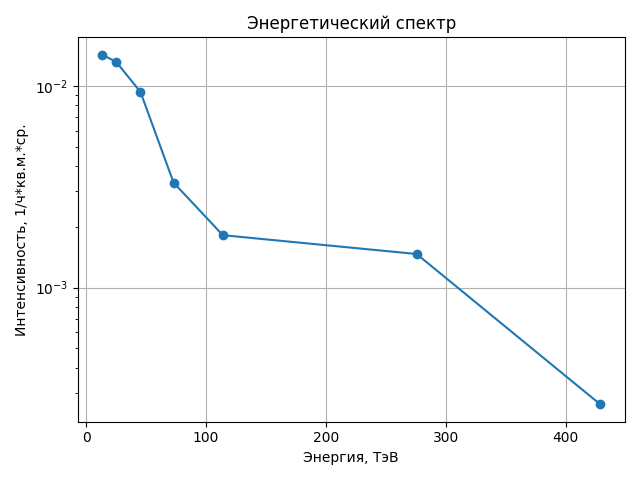 Энергетический спектр
Интенсивность, 1/ч*кв.м.*ср.
10⁻²
10⁻³
0 100 200 300 400
Энергия, ТэВ